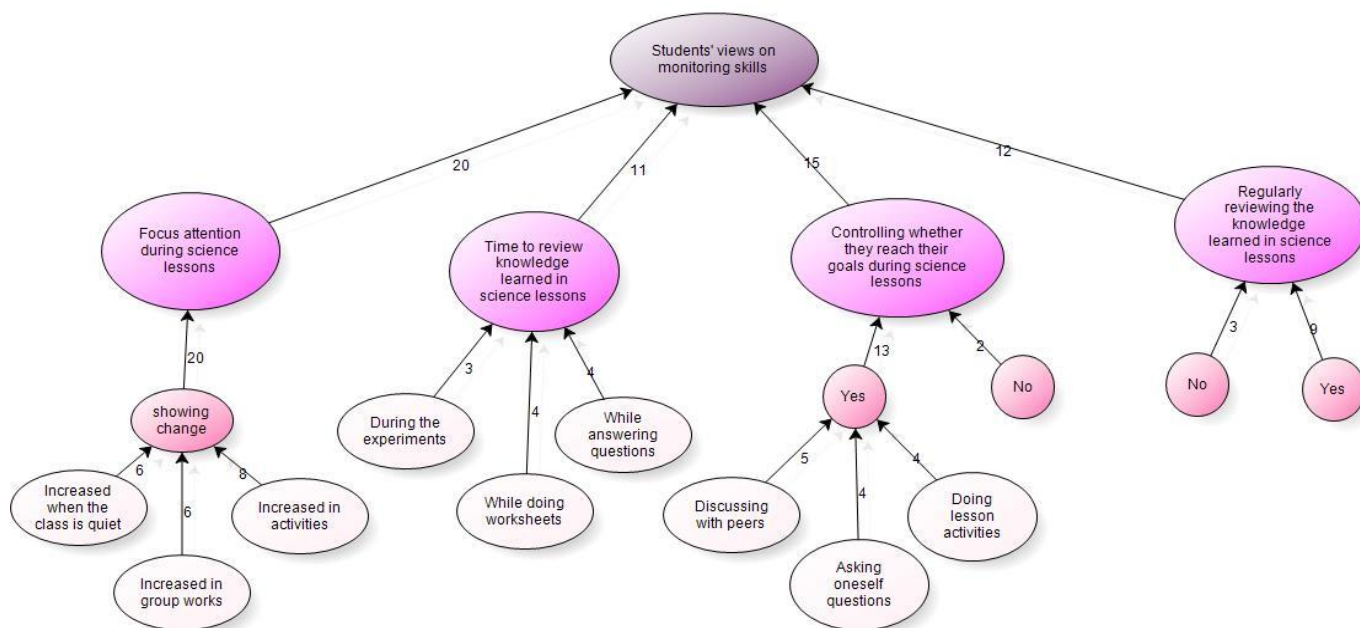 Students' views on
monitoring skills
20
11
15
12
Focus attention
during science
lessons
Time to review
knowledge
learned in
science lessons
Controlling whether
they reach their
goals during science
lessons
Regularly
reviewing the
knowledge
learned in science
lessons
20
3
4
4
13
2
3
9
showing
change
During the
experiments
While doing
worksheets
While
answering
questions
Yes
No
No
Yes
6
6
8
5
4
4
Increased
when the
class is quiet
Increased in
group works
Increased in
activities
Discussing
with peers
Asking
oneself
questions
Doing
lesson
activities